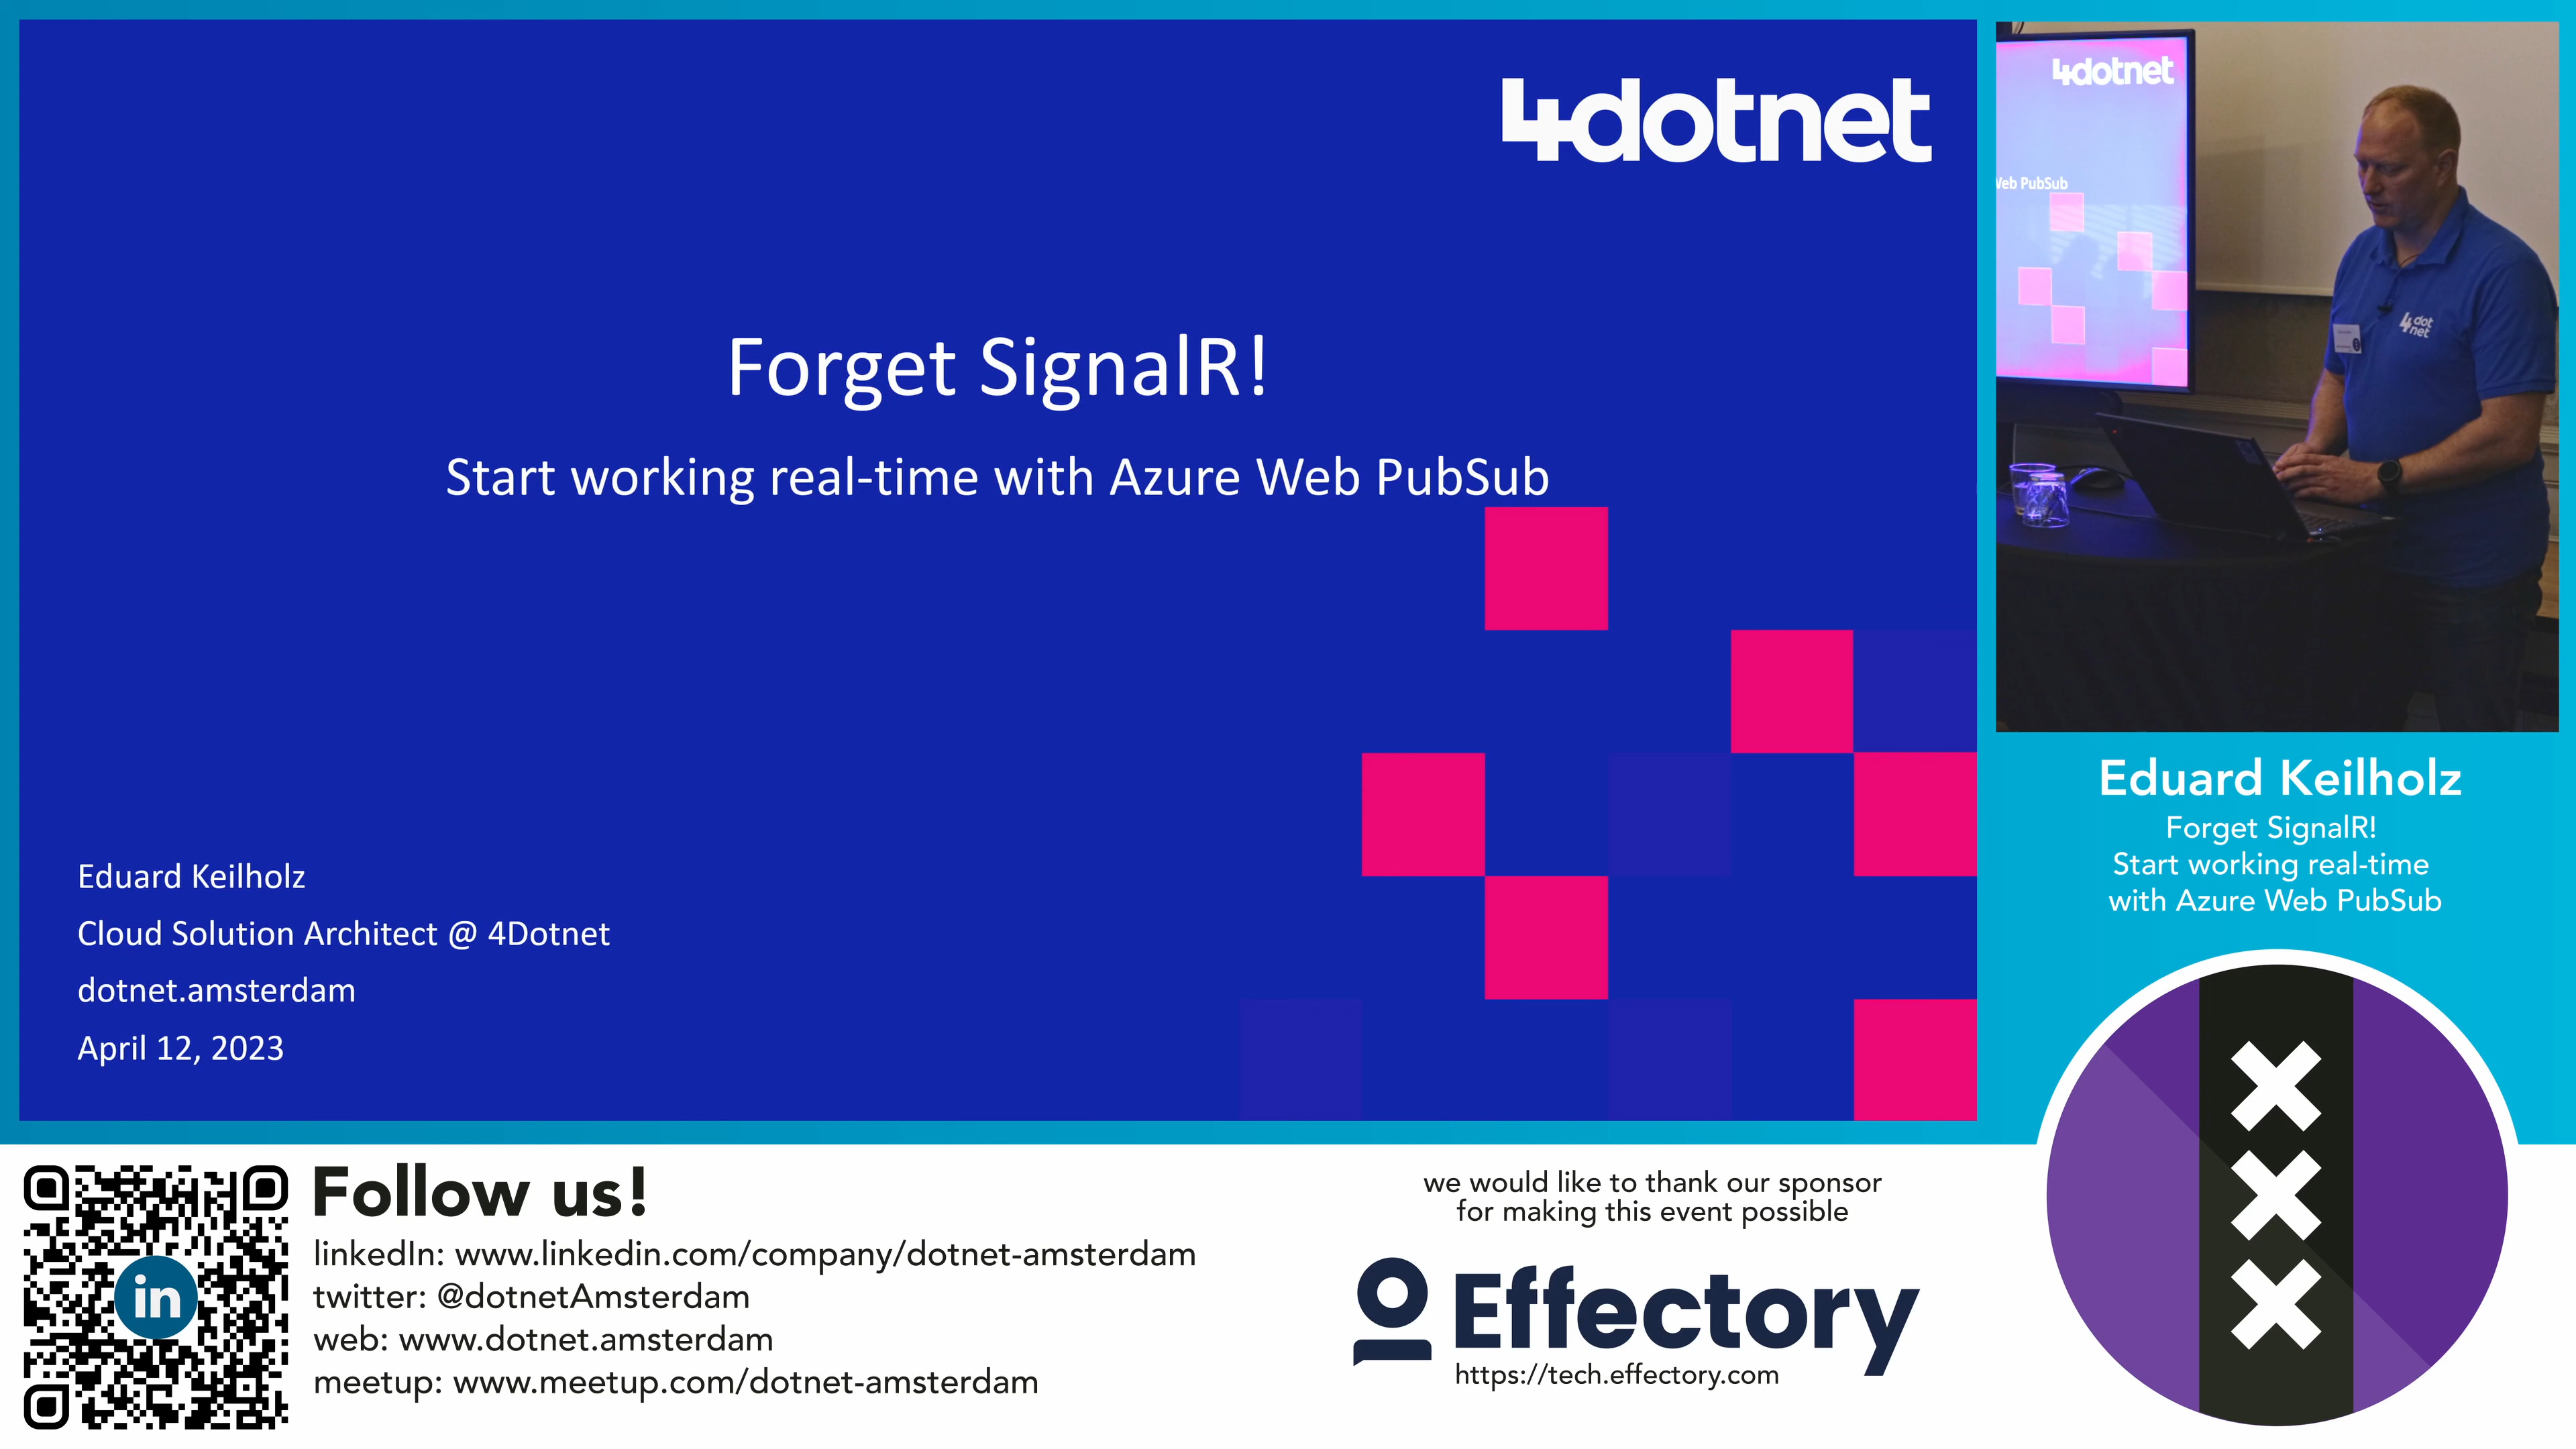 4dotnet
Forget SignalR!
Start working real-time with Azure Web PubSub
Eduard Keilholz
Cloud Solution Architect @ 4Dotnet
dotnet.amsterdam
April 12, 2023
4dotnet
Web PubSub
4dot
net
Eduard Keilholz
Forget SignalR!
Start working real-time
with Azure Web PubSub
Follow us!
linkedIn: www.linkedin.com/company/dotnet-amsterdam
twitter: @dotnetAmsterdam
web: www.dotnet.amsterdam
meetup: www.meetup.com/dotnet-amsterdam
in
we would like to thank our sponsor
for making this event possible
Effectory
https://tech.effectory.com